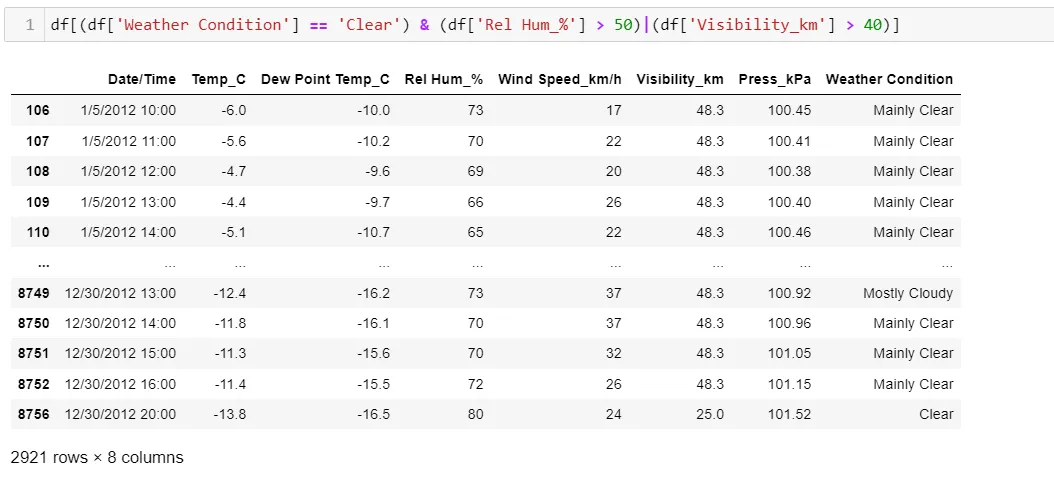 1 df[(df['Weather Condition'] == 'Clear') & (df['Rel Hum_%'] > 50)|(df['Visibility_km'] > 40)]
Date/Time Temp_C Dew Point Temp_C Rel Hum_% Wind Speed_km/h Visibility_km Press_kPa Weather Condition
106 1/5/2012 10:00 -6.0 -10.0 73 17 48.3 100.45 Mainly Clear
107 1/5/2012 11:00 -5.6 -10.2 70 22 48.3 100.41 Mainly Clear
108 1/5/2012 12:00 -4.7 -9.6 69 20 48.3 100.38 Mainly Clear
109 1/5/2012 13:00 -4.4 -9.7 66 26 48.3 100.40 Mainly Clear
110 1/5/2012 14:00 -5.1 -10.7 65 22 48.3 100.46 Mainly Clear
... ... ... ... ... ... ... ... ...
8749 12/30/2012 13:00 -12.4 -16.2 73 37 48.3 100.92 Mostly Cloudy
8750 12/30/2012 14:00 -11.8 -16.1 70 37 48.3 100.96 Mainly Clear
8751 12/30/2012 15:00 -11.3 -15.6 70 32 48.3 101.05 Mainly Clear
8752 12/30/2012 16:00 -11.4 -15.5 72 26 48.3 101.15 Mainly Clear
8756 12/30/2012 20:00 -13.8 -16.5 80 24 25.0 101.52 Clear
2921 rows × 8 columns